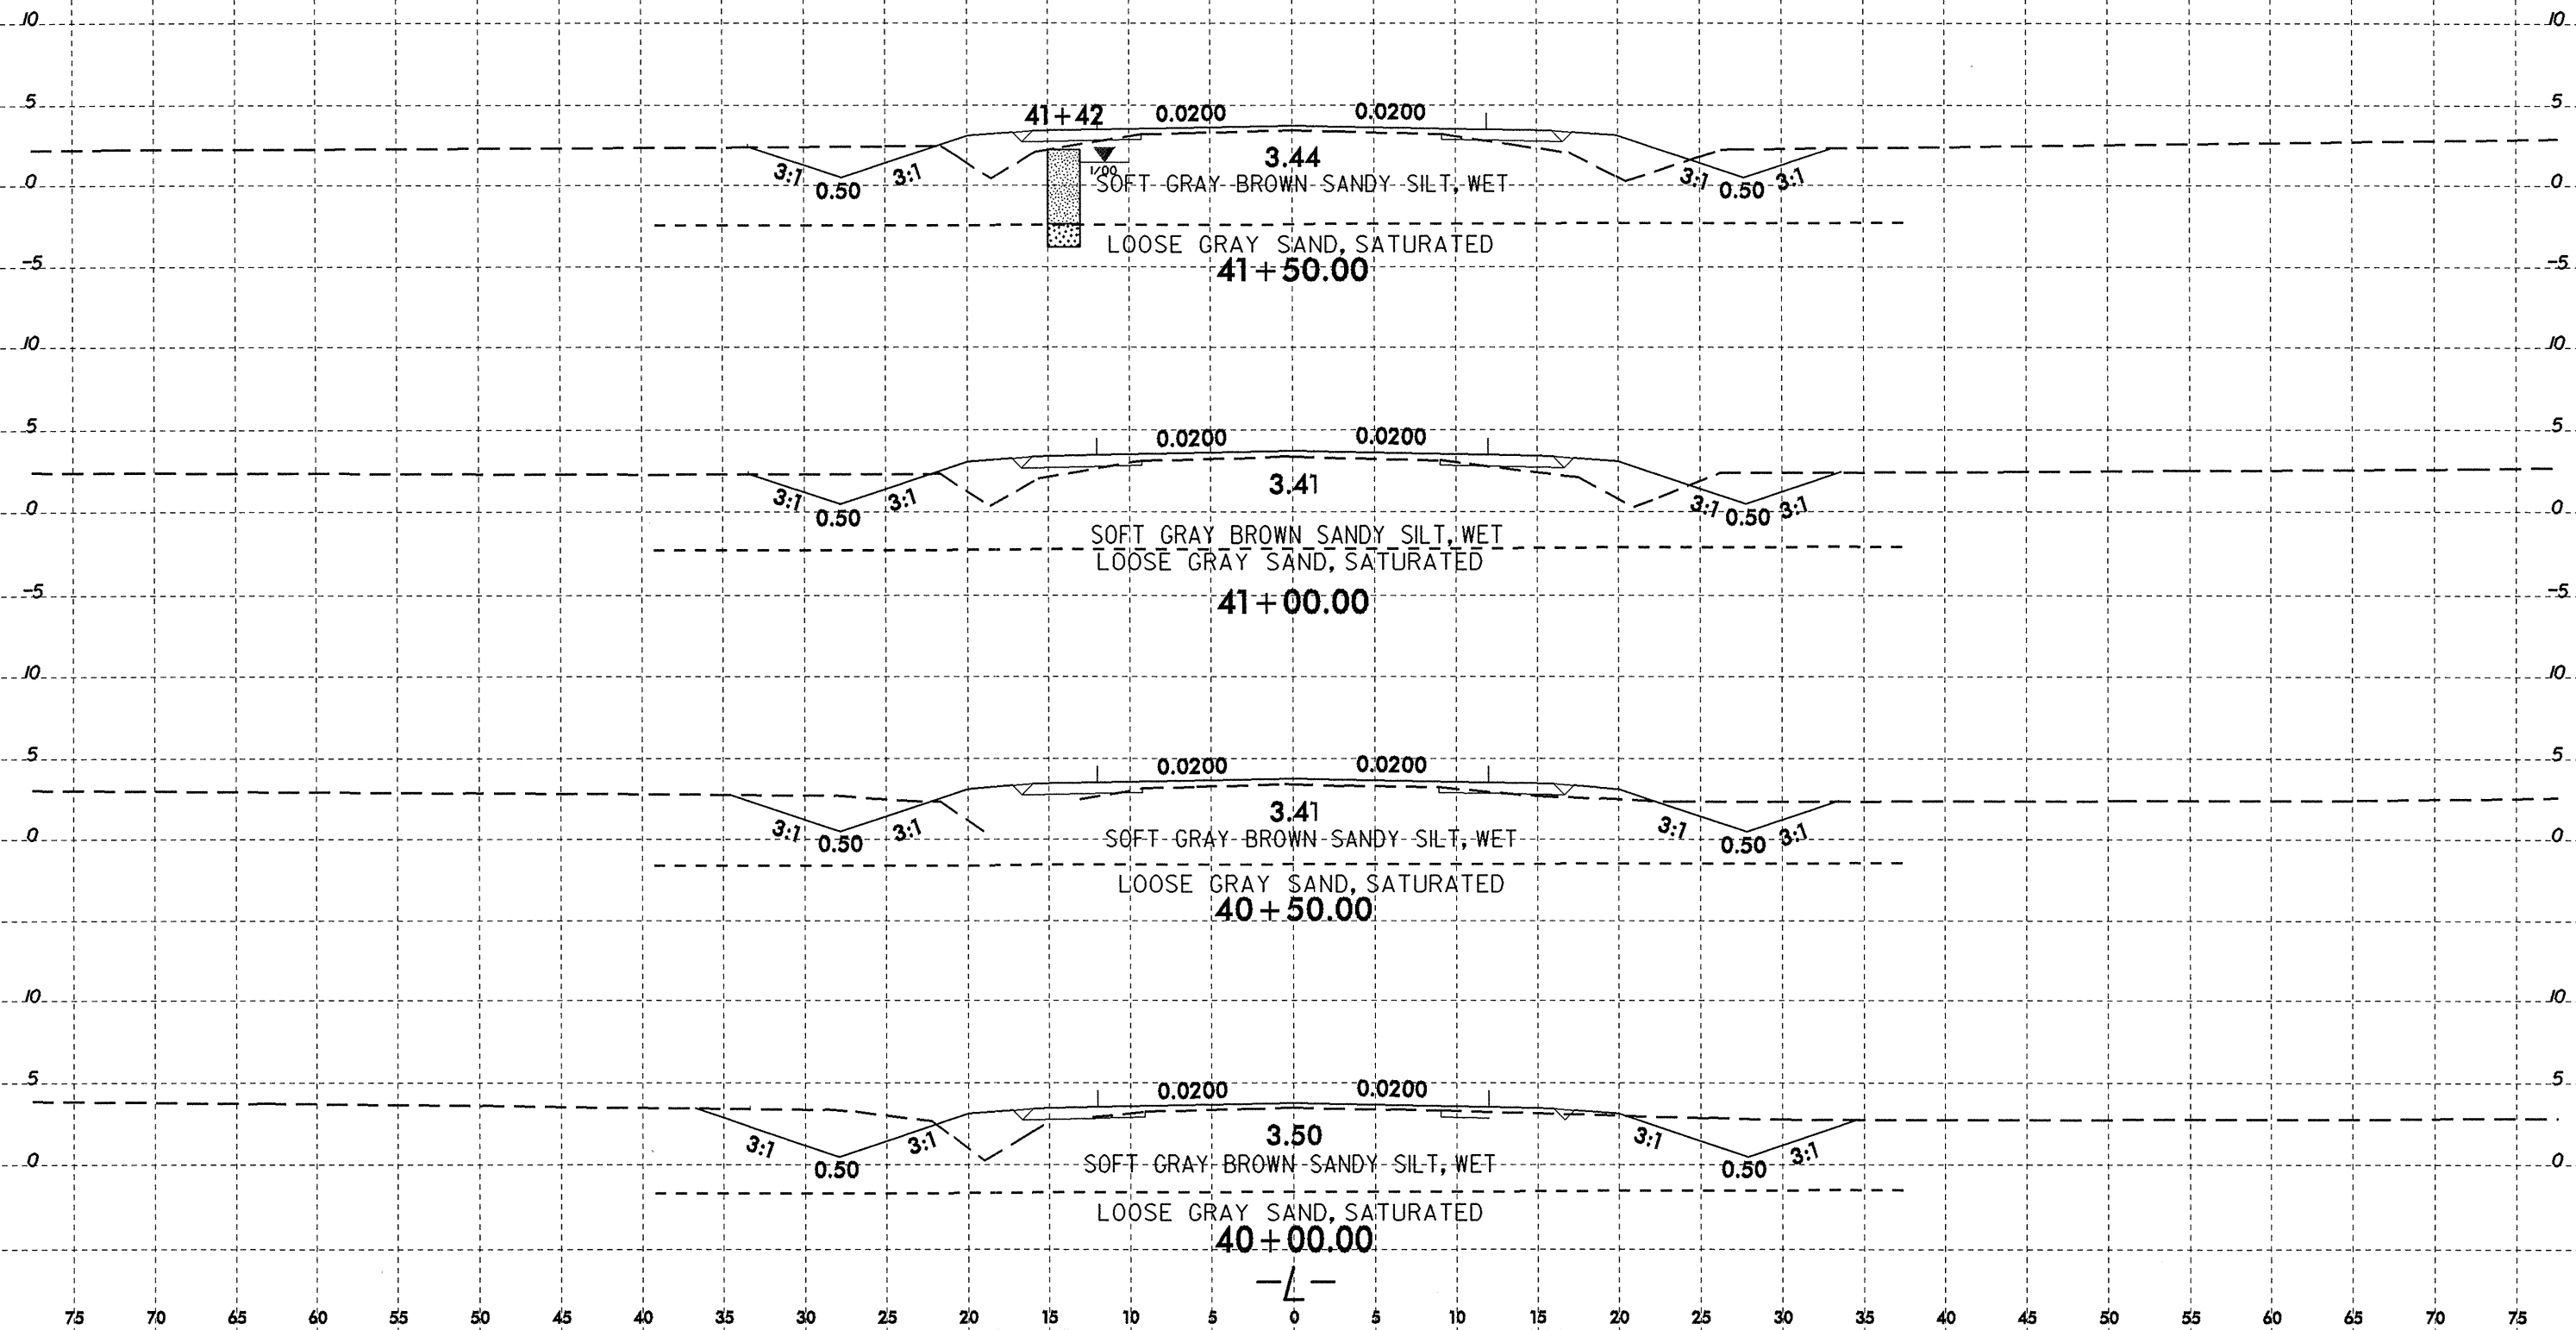 10 10
5 41+42 0.0200 0.0200 5
3.44
1/00
3:1 3:1 3:1 3:1
0 0.50 SOFT GRAY BROWN SANDY SILT, WET 0.50 0
LOOSE GRAY SAND, SATURATED
-5 41+50.00 -5
10 10
5 0.0200 0.0200 5
3.41
3:1 3:1 3:1 3:1
0 0.50 0.50 0
SOFT GRAY BROWN SANDY SILT, WET
LOOSE GRAY SAND, SATURATED
-5 41+00.00 -5
10 10
5 0.0200 0.0200 5
3.41
3:1 3:1 3:1 3:1
0 0.50 SOFT GRAY BROWN SANDY SILT, WET 0.50 0
LOOSE GRAY SAND, SATURATED
40+50.00
10 10
5 0.0200 0.0200 5
3.50
3:1 3:1 3:1 3:1
0 0.50 SOFT GRAY BROWN SANDY SILT, WET 0.50 0
LOOSE GRAY SAND, SATURATED
40+00.00
-L-
75 70 65 60 55 50 45 40 35 30 25 20 15 10 5 0 5 10 15 20 25 30 35 40 45 50 55 60 65 70 75